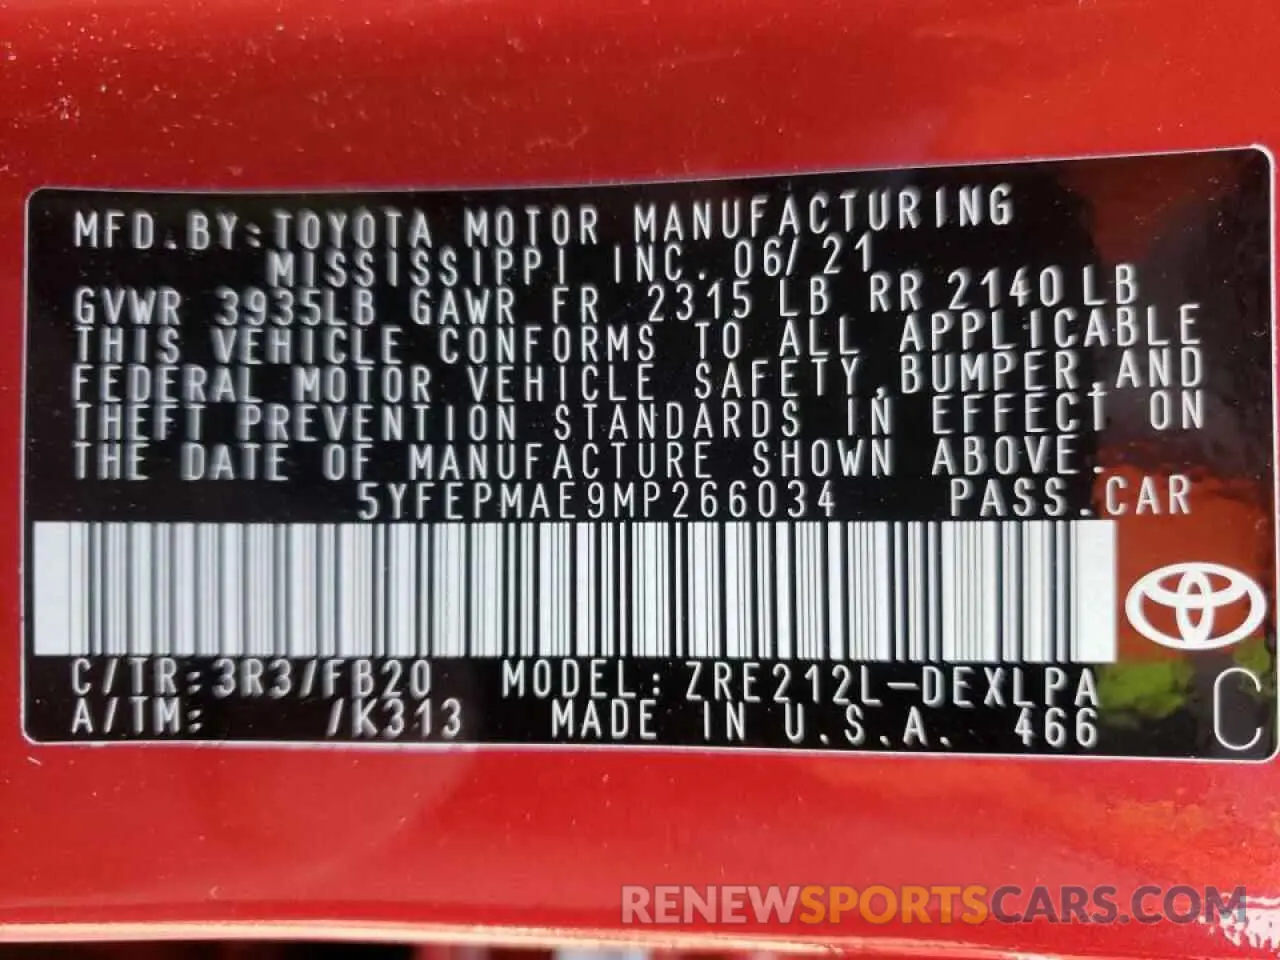 MFD.BY:TOYOTA MOTOR MANUFACTURING
MISSISSIPPI INC. 06/21
GVWR 3935LB GAWR FR 2315 LB RR 2140 LB
THIS VEHICLE CONFORMS TO ALL APPLICABLE
FEDERAL MOTOR VEHICLE SAFETY,BUMPER,AND
THEFT PREVENTION STANDARDS IN EFFECT ON
THE DATE OF MANUFACTURE SHOWN ABOVE.
5YFEPMAE9MP266034 PASS.CAR
C/TR:3R3/FB20 MODEL:ZRE212L-DEXLPA
A/TM: /K313 MADE IN U.S.A. 466
C
RENEWSPORTSCARS.COM